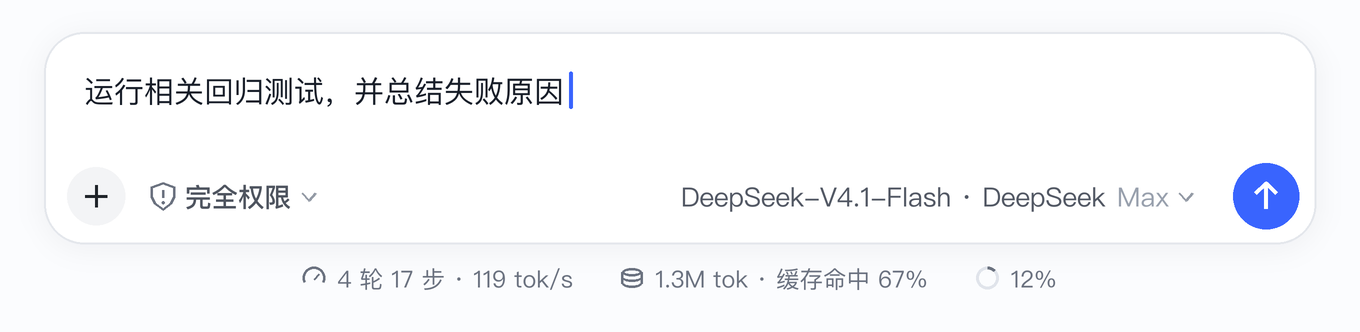 运行相关回归测试，并总结失败原因
完全权限 DeepSeek-V4.1-Flash · DeepSeek Max
4 轮 17 步 · 119 tok/s 1.3M tok · 缓存命中 67% 12%